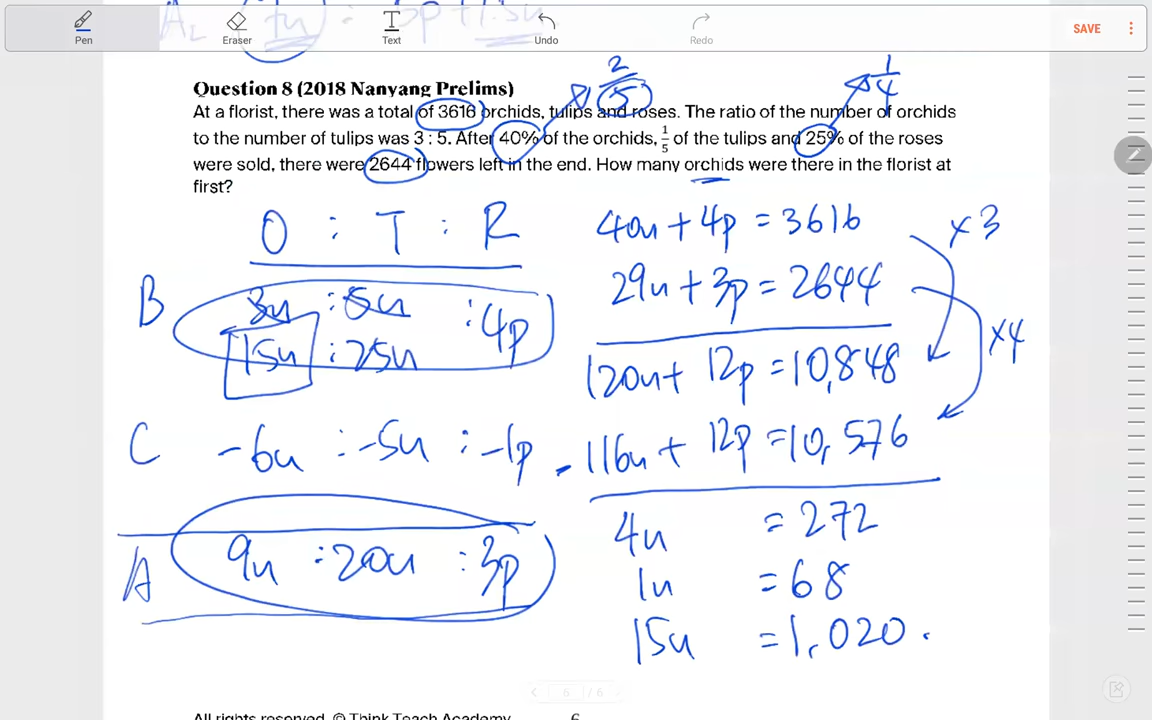 Pen
Eraser
Text
Undo
Redo
SAVE
2/5
1/4
Question 8 (2018 Nanyang Prelims)
At a florist, there was a total of 3616 orchids, tulips and roses. The ratio of the number of orchids
to the number of tulips was 3 : 5. After 40% of the orchids, 1/5 of the tulips and 25% of the roses
were sold, there were 2644 flowers left in the end. How many orchids were there in the florist at
first?
O : T : R
B 3u : 5u : 4p
15u : 25u
C -6u : -5u : -1p
A 9u : 20u : 3p
40u + 4p = 3616 x3
29u + 3p = 2644
x4
120u + 12p = 10,848
- 116u + 12p = 10,576
4u = 272
1u = 68
15u = 1,020.
6 / 6
All rights reserved. © Think Teach Academy 6